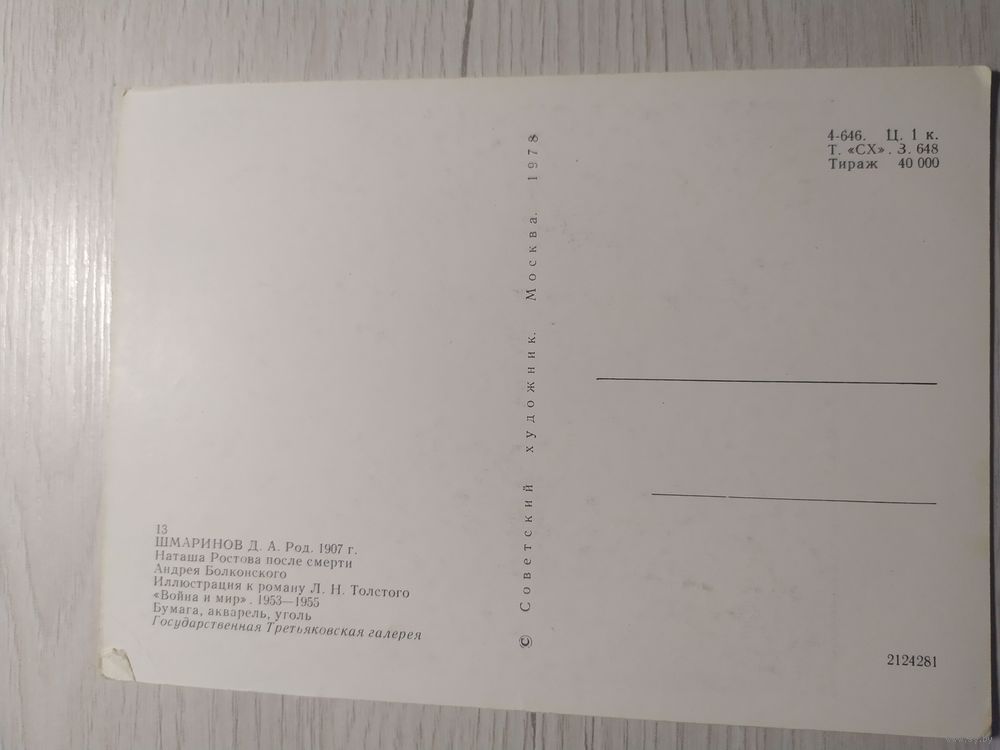 13
ШМАРИНОВ Д. А. Род. 1907 г.
Наташа Ростова после смерти
Андрея Болконского
Иллюстрация к роману Л. Н. Толстого
«Война и мир». 1953—1955
Бумага, акварель, уголь
Государственная Третьяковская галерея
© Советский художник. Москва. 1978
4-646. Ц. 1 к.
Т. «СХ». З. 648
Тираж 40 000
2124281